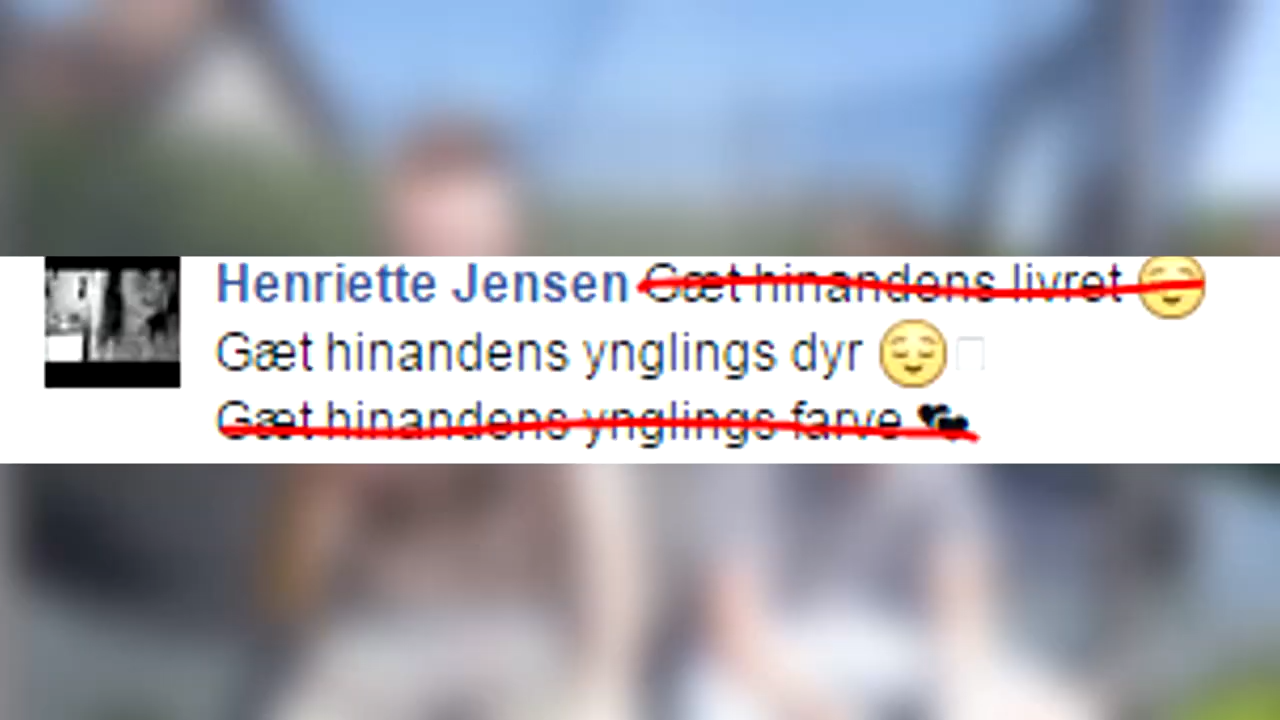 Henriette Jensen Gæt hinandens livret 😌
Gæt hinandens ynglings dyr 😌
Gæt hinandens ynglings farve